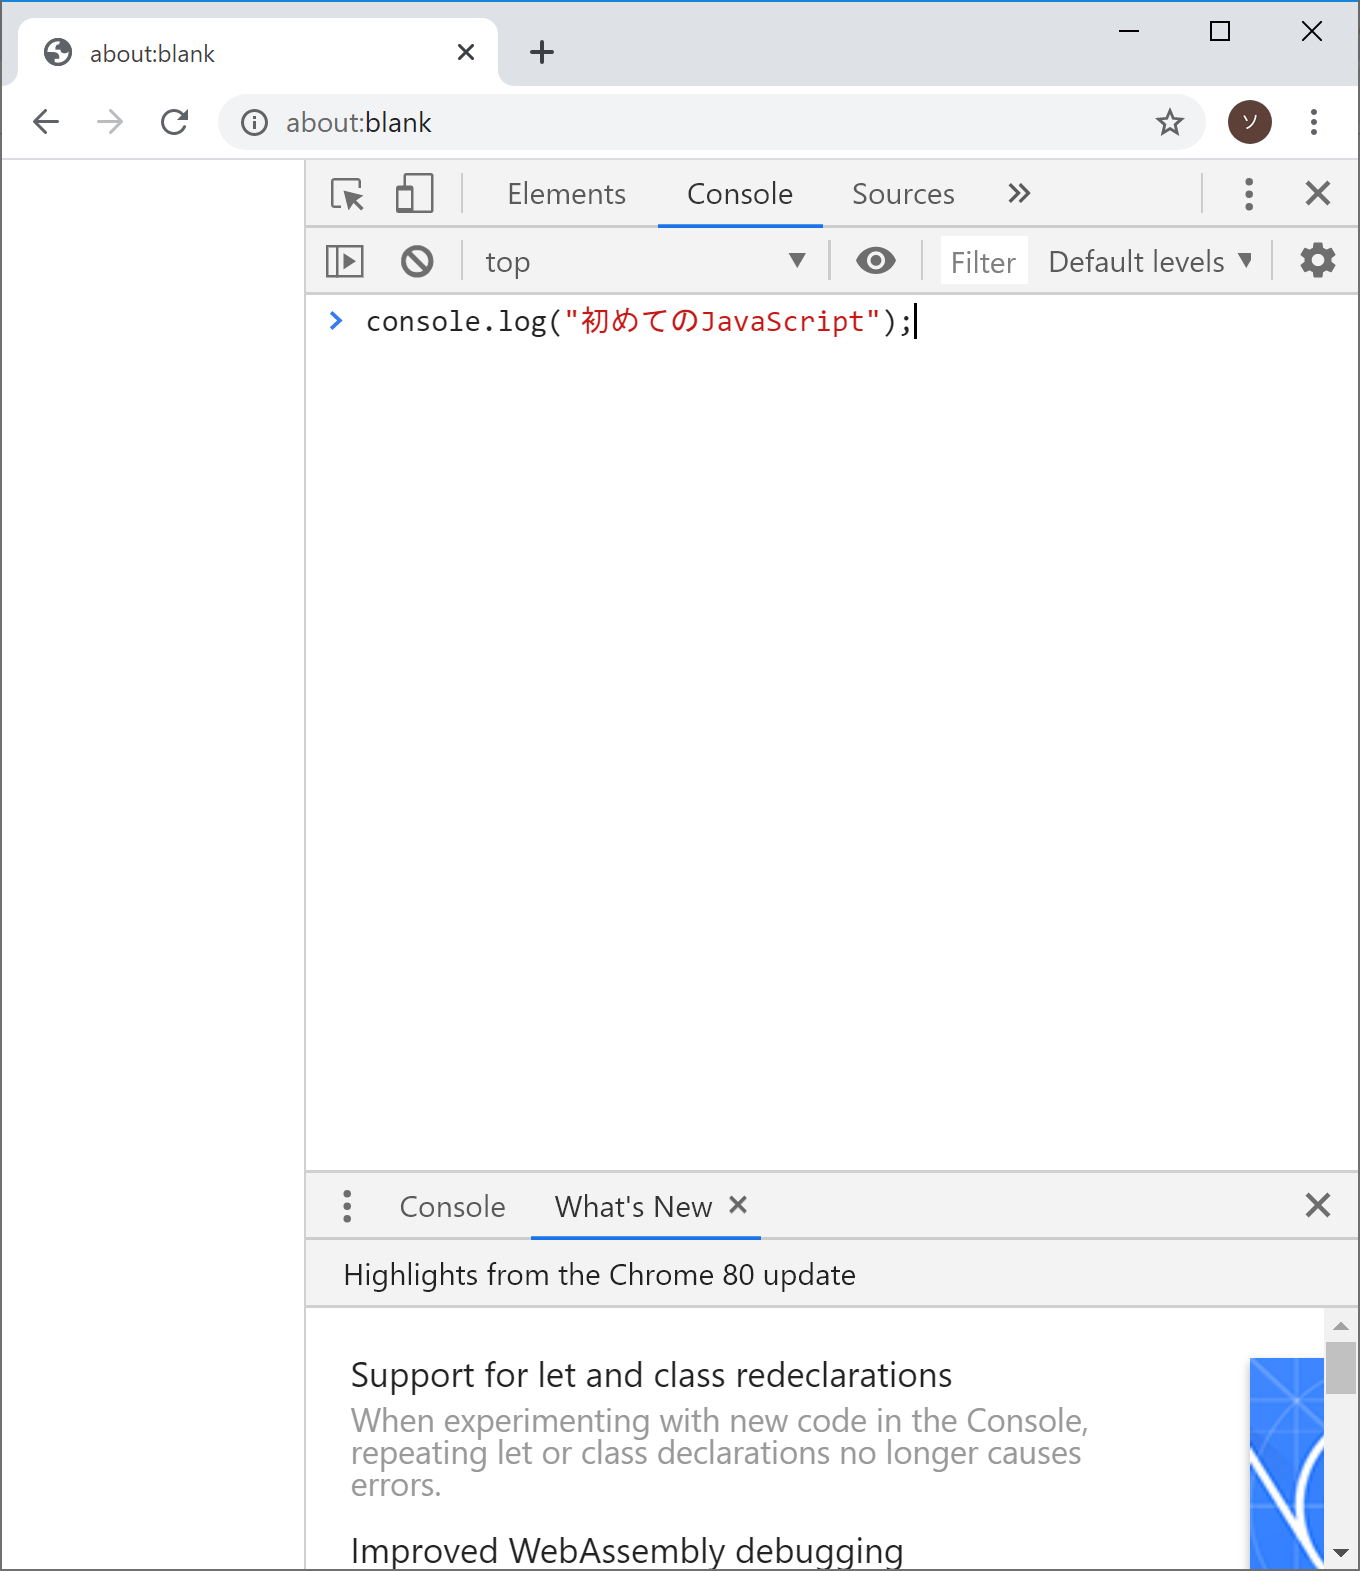 about:blank
about:blank
ソ
Elements Console Sources
top Filter Default levels
console.log("初めてのJavaScript");
Console What's New
Highlights from the Chrome 80 update
Support for let and class redeclarations
When experimenting with new code in the Console,
repeating let or class declarations no longer causes
errors.
Improved WebAssembly debugging